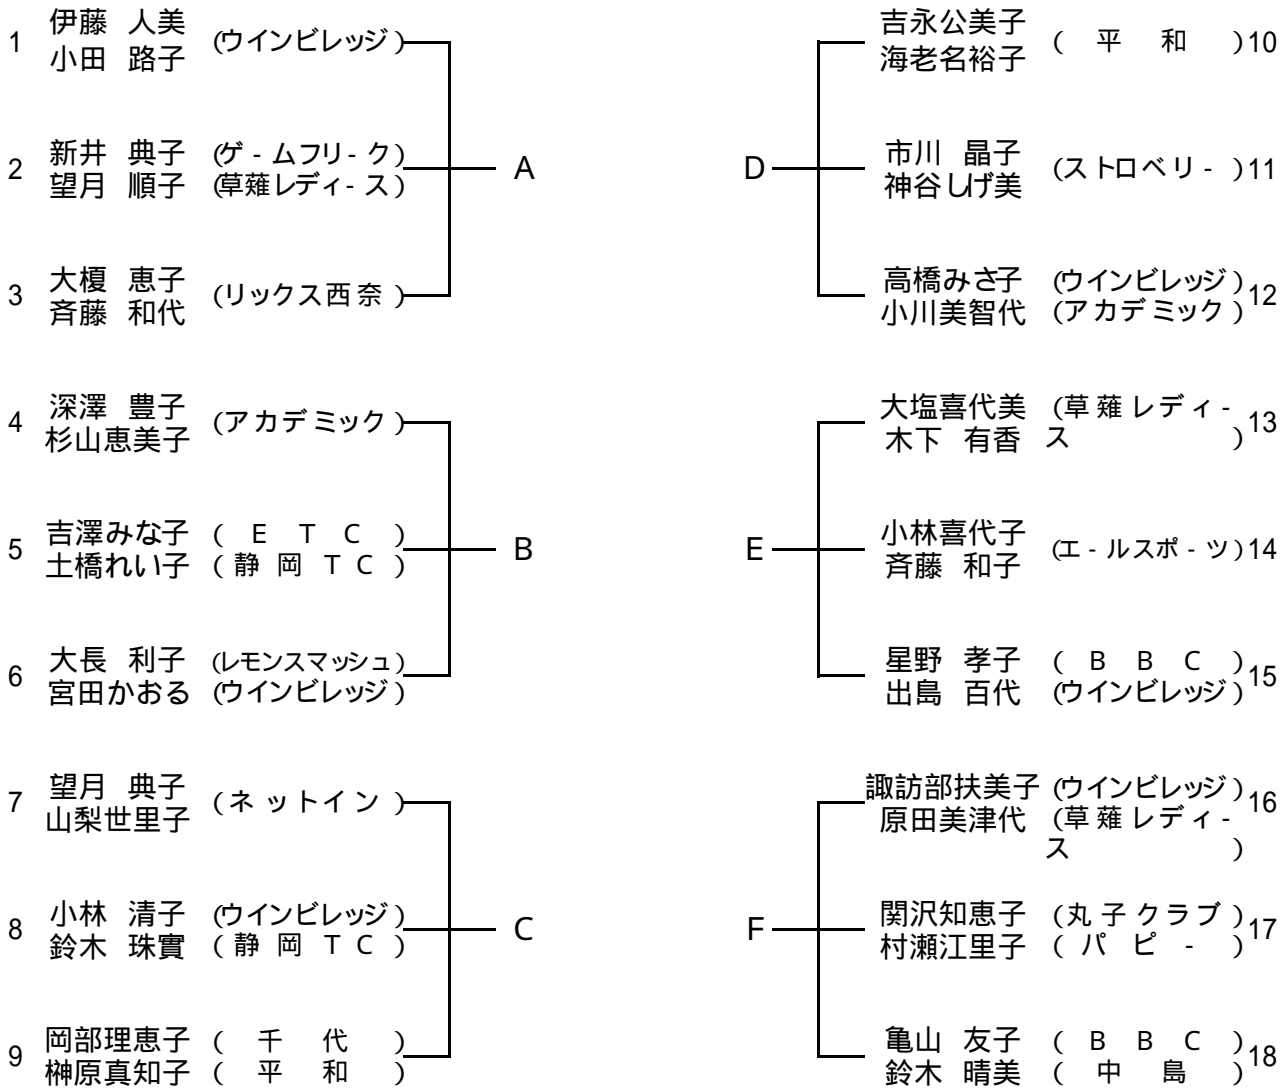 1 伊藤 人美 (ウインビレッジ)
小田 路子
2 新井 典子 (ゲ-ムフリ-ク)
望月 順子 (草薙レディ-ス)
A
3 大榎 恵子 (リックス西奈)
斉藤 和代
4 深澤 豊子 (アカデミック)
杉山恵美子
5 吉澤みな子 (ETC)
土橋れい子 (静岡TC)
B
6 大長 利子 (レモンスマッシュ)
宮田かおる (ウインビレッジ)
7 望月 典子 (ネットイン)
山梨世里子
8 小林 清子 (ウインビレッジ)
鈴木 珠實 (静岡TC)
C
9 岡部理恵子 (千代)
榊原真知子 (平和)
吉永公美子 (平和) 10
海老名裕子
D
市川 晶子 (ストロベリ-) 11
神谷しげ美
高橋みさ子 (ウインビレッジ) 12
小川美智代 (アカデミック)
大塩喜代美 (草薙レディ- 13
木下 有香 ス)
E
小林喜代子 (エ-ルスポ-ツ) 14
斉藤 和子
星野 孝子 (BBC) 15
出島 百代 (ウインビレッジ)
諏訪部扶美子 (ウインビレッジ) 16
原田美津代 (草薙レディ-
ス)
F
関沢知恵子 (丸子クラブ) 17
村瀬江里子 (パピ-)
亀山 友子 (BBC) 18
鈴木 晴美 (中島)